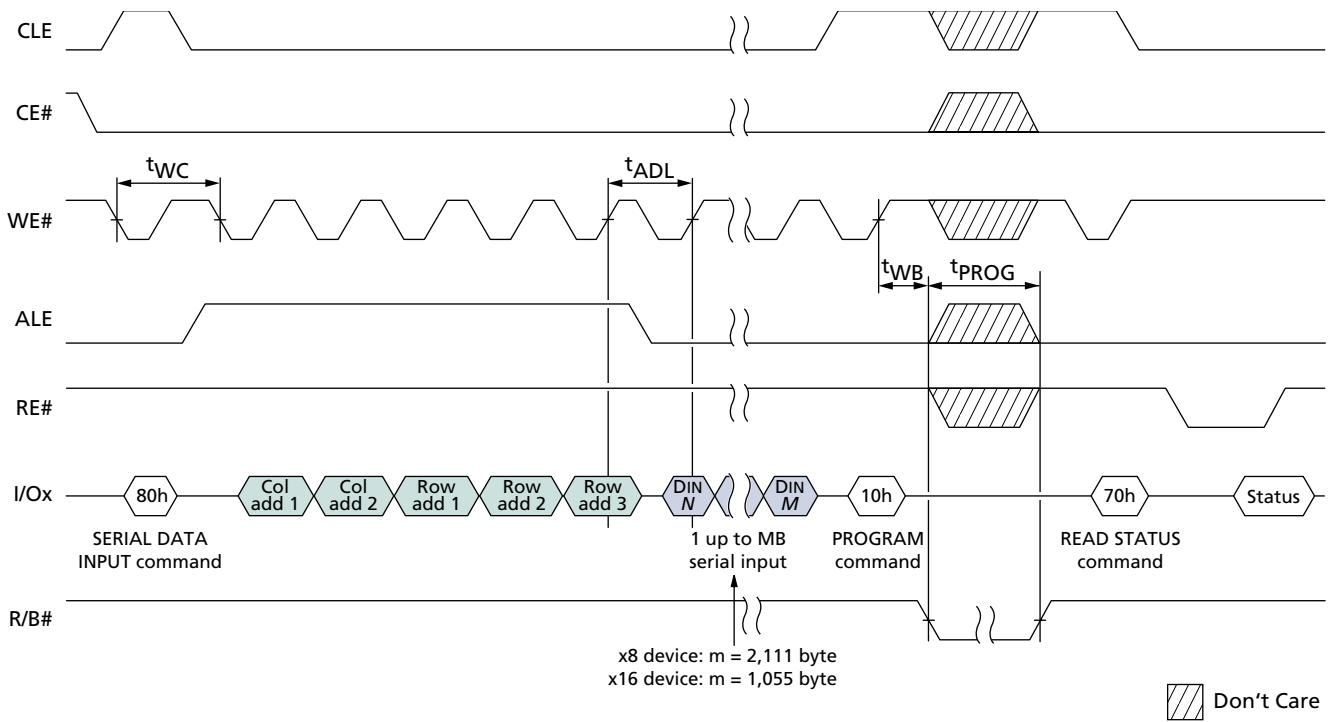 CLE
CE#
tWC
tADL
WE#
tWB
tPROG
ALE
RE#
I/Ox
80h
Col
add 1
Col
add 2
Row
add 1
Row
add 2
Row
add 3
DIN
N
DIN
M
10h
70h
Status
SERIAL DATA
INPUT command
1 up to MB
serial input
PROGRAM
command
READ STATUS
command
R/B#
x8 device: m = 2,111 byte
x16 device: m = 1,055 byte
Don't Care